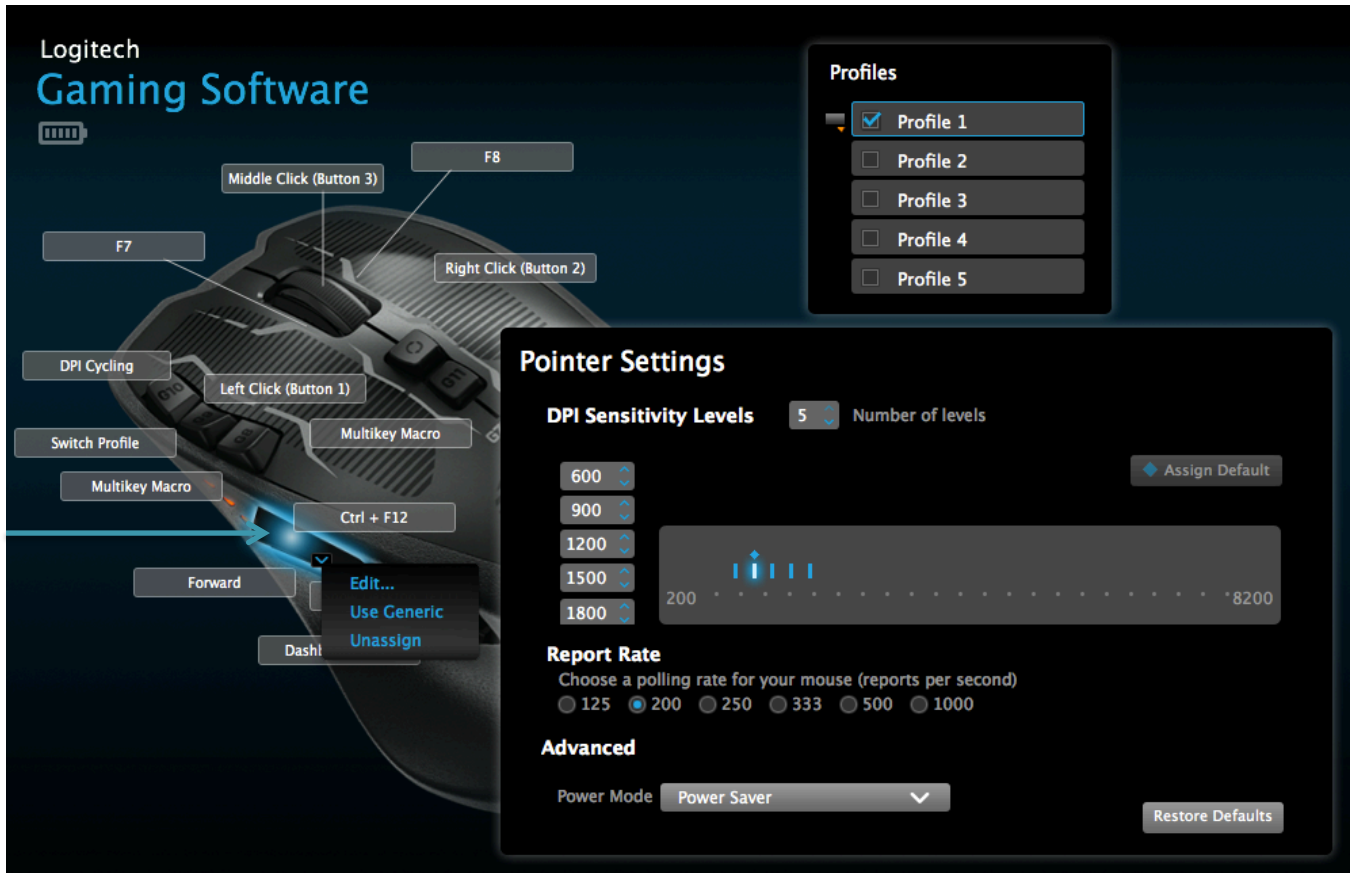 Logitech
Gaming Software
F8
Middle Click (Button 3)
F7
Right Click (Button 2)
DPI Cycling
Left Click (Button 1)
Multikey Macro
Switch Profile
Multikey Macro
Ctrl + F12
Forward
Edit...
Use Generic
Unassign
G10
G9
G8
G11
Profiles
Profile 1
Profile 2
Profile 3
Profile 4
Profile 5
Pointer Settings
DPI Sensitivity Levels 5 Number of levels
Assign Default
600
900
1200
1500
1800
200 8200
Report Rate
Choose a polling rate for your mouse (reports per second)
125 200 250 333 500 1000
Advanced
Power Mode Power Saver
Restore Defaults